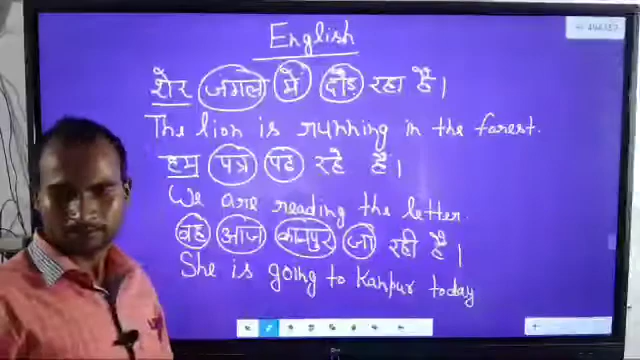 English
शेर जंगल में दौड़ रहा है।
The lion is running in the farest.
हम पत्र पढ रहे हैं।
We are reading the letter.
वह आज कानपुर जा रही है।
She is going to Kanpur today